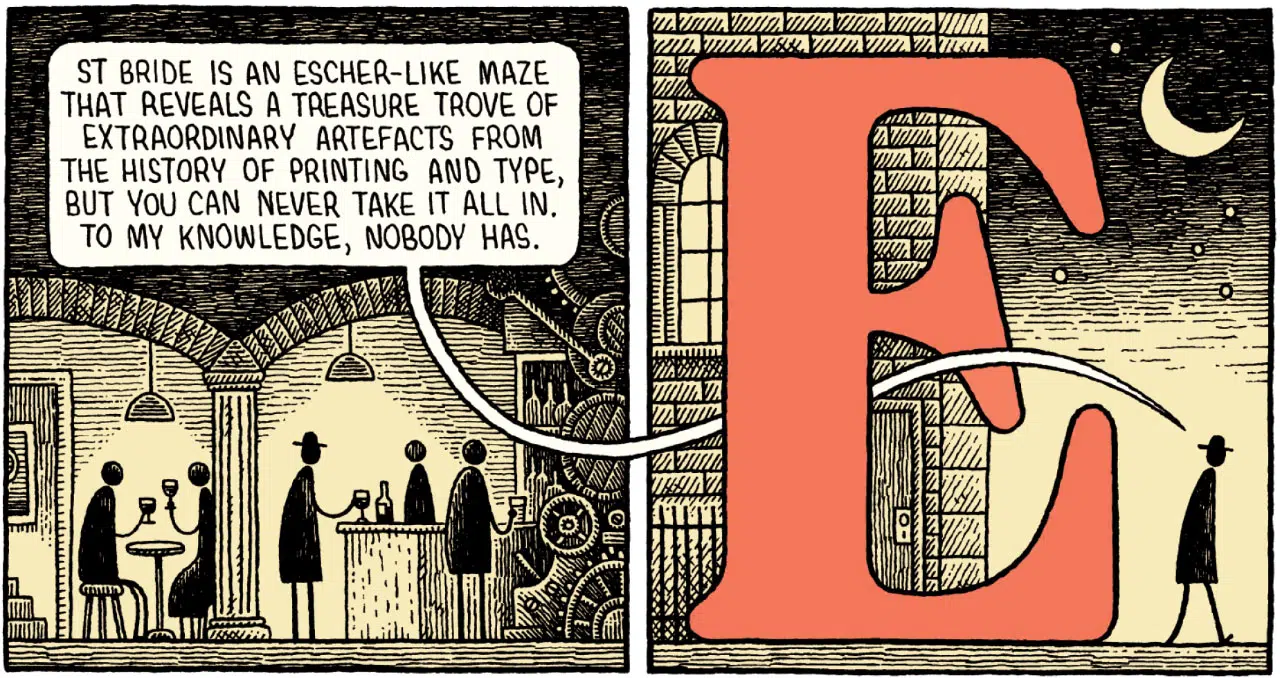 ST BRIDE IS AN ESCHER-LIKE MAZE
THAT REVEALS A TREASURE TROVE OF
EXTRAORDINARY ARTEFACTS FROM
THE HISTORY OF PRINTING AND TYPE,
BUT YOU CAN NEVER TAKE IT ALL IN.
TO MY KNOWLEDGE, NOBODY HAS.
E